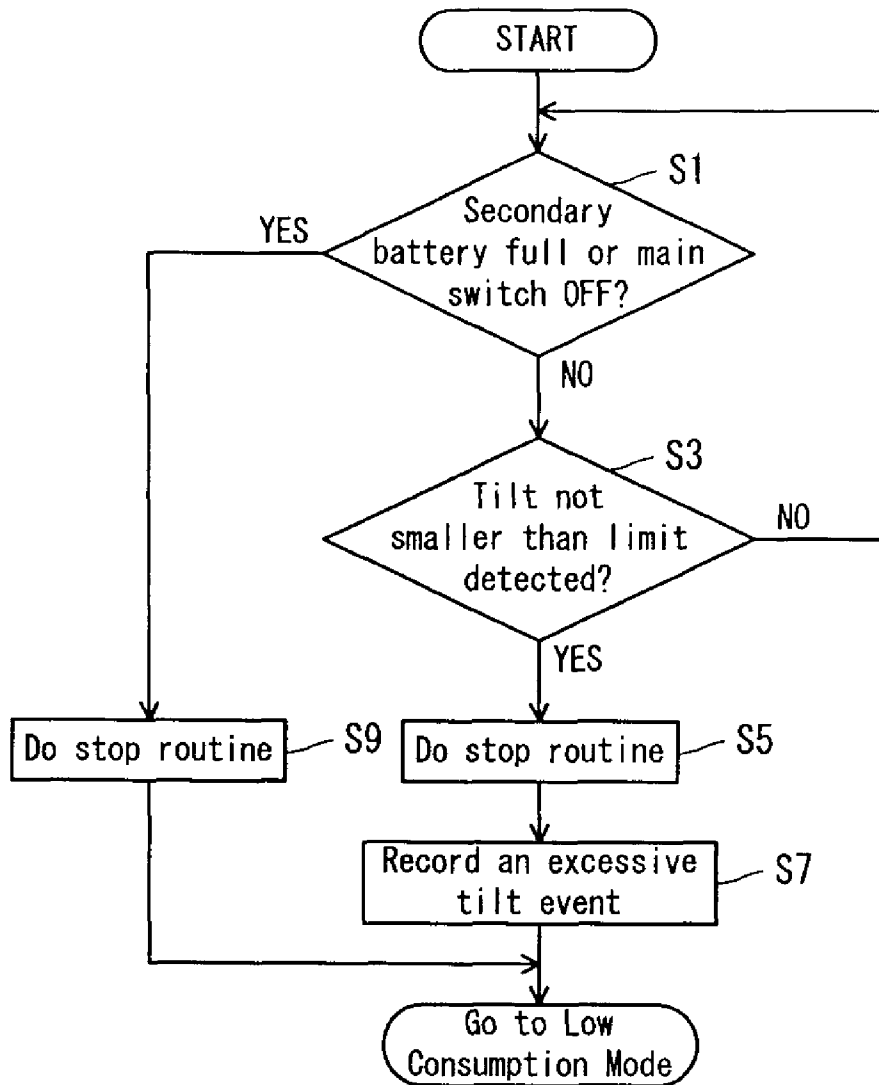 START
S1
Secondary
battery full or main
switch OFF?
YES
NO
S3
Tilt not
smaller than limit
detected?
NO
YES
Do stop routine
S9
Do stop routine
S5
Record an excessive
tilt event
S7
Go to Low
Consumption Mode